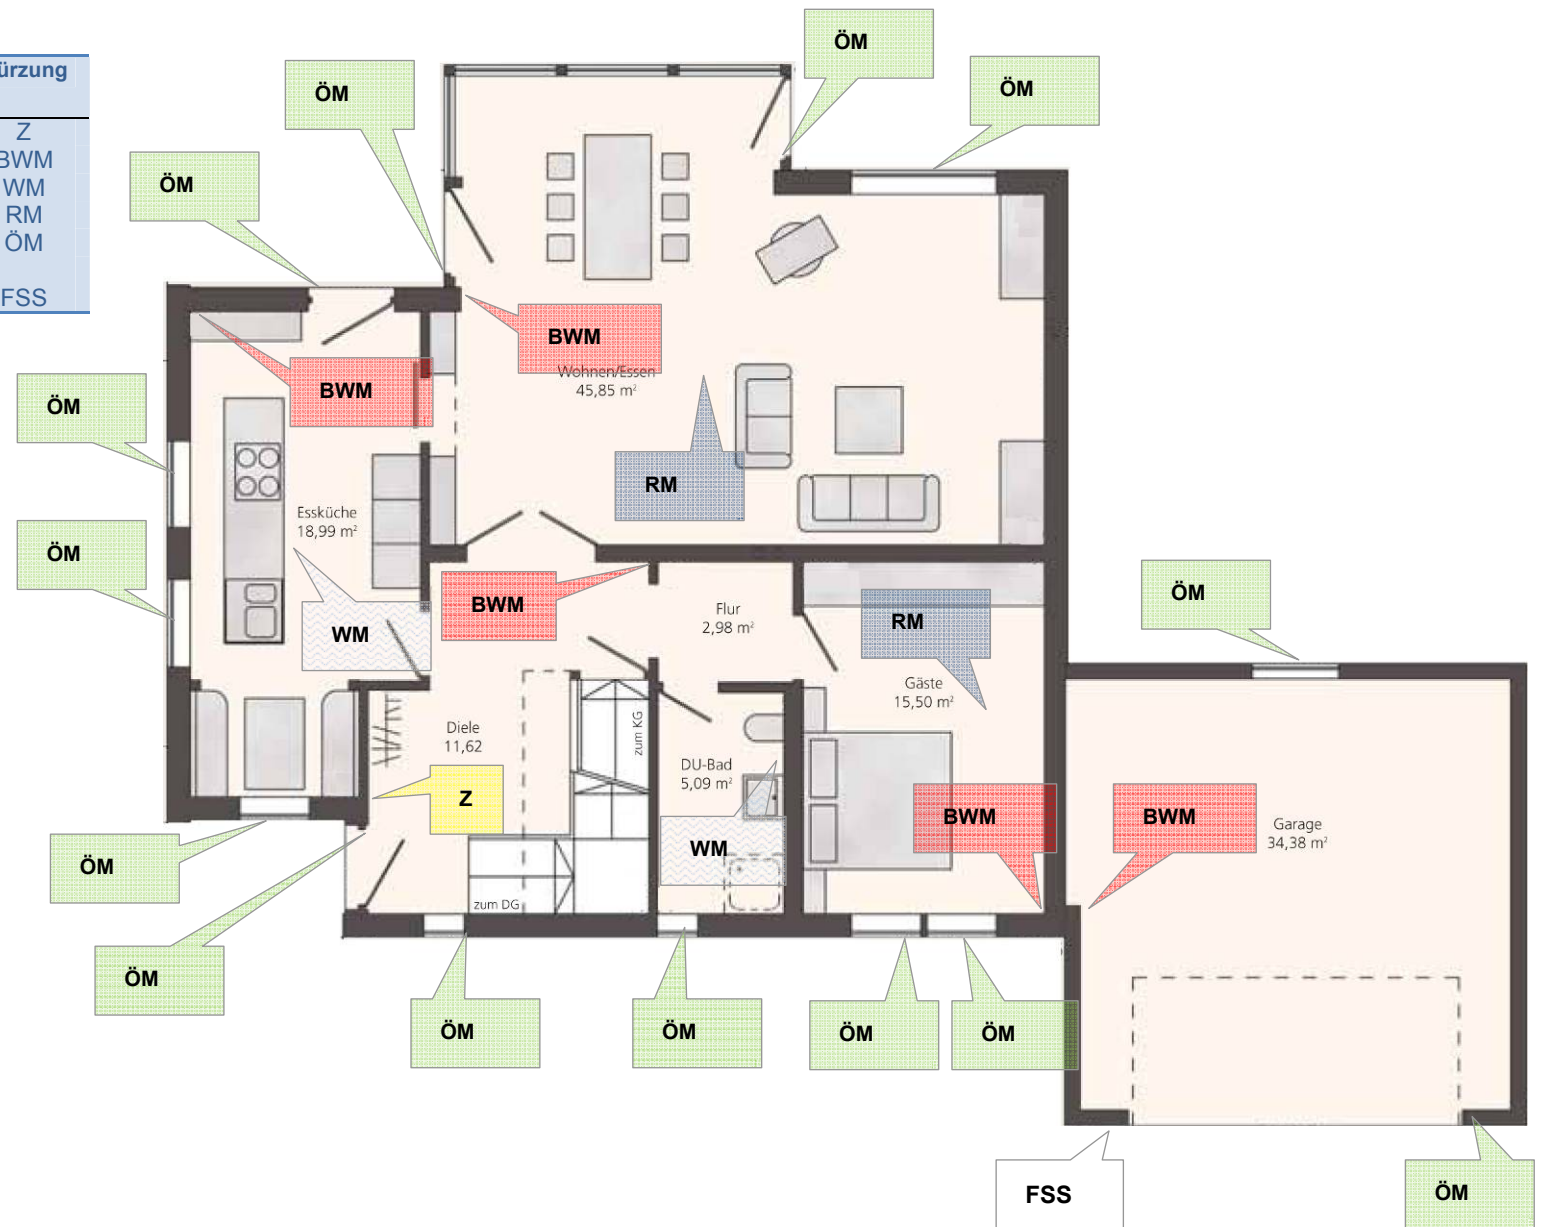 ürzung
Z
BWM
WM
RM
ÖM
FSS
ÖM
ÖM
ÖM
ÖM
BWM
BWM
Wohnen/Essen
45,85 m²
ÖM
RM
Essküche
18,99 m²
ÖM
BWM
WM
Flur
2,98 m²
RM
ÖM
Gäste
15,50 m²
Diele
11,62
zum KG
DU-Bad
5,09 m²
Z
BWM
BWM
Garage
34,38 m²
WM
ÖM
zum DG
ÖM
ÖM
ÖM
ÖM
ÖM
FSS
ÖM